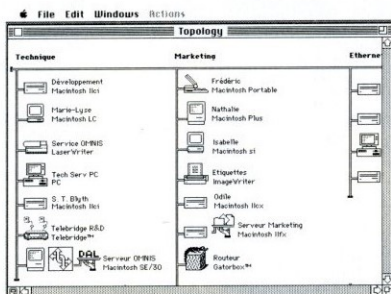 File Edit Windows Actions
Topology
Technique
Développement
Macintosh IIci
Marie-Lyse
Macintosh LC
Service OMNIS
LaserWriter
Tech Serv PC
PC
S. T. Blyth
Macintosh IIci
Telebridge R&D
Telebridge™
DAL
Serveur OMNIS
Macintosh SE/30
Marketing
Frédéric
Macintosh Portable
Nathalie
Macintosh Plus
Isabelle
Macintosh si
Etiquettes
ImageWriter
Odile
Macintosh IIcx
Serveur Marketing
Macintosh IIfx
Routeur
Gatorbox™
Etherne